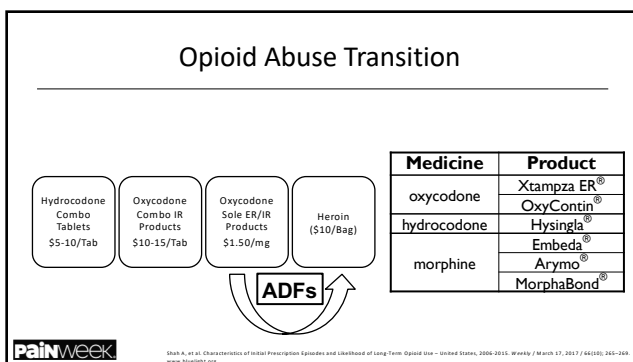 Opioid Abuse Transition
Hydrocodone
Combo
Tablets
$5-10/Tab
Oxycodone
Combo IR
Products
$10-15/Tab
Oxycodone
Sole ER/IR
Products
$1.50/mg
Heroin
($10/Bag)
ADFs
Medicine Product
oxycodone Xtampza ER®
OxyContin®
hydrocodone Hysingla®
morphine Embeda®
Arymo®
MorphaBond®
PAINWEEK.
Shah A, et al. Characteristics of Initial Prescription Episodes and Likelihood of Long-Term Opioid Use – United States, 2006-2015. Weekly / March 17, 2017 / 66(10); 265–269.
www.bluelight.org